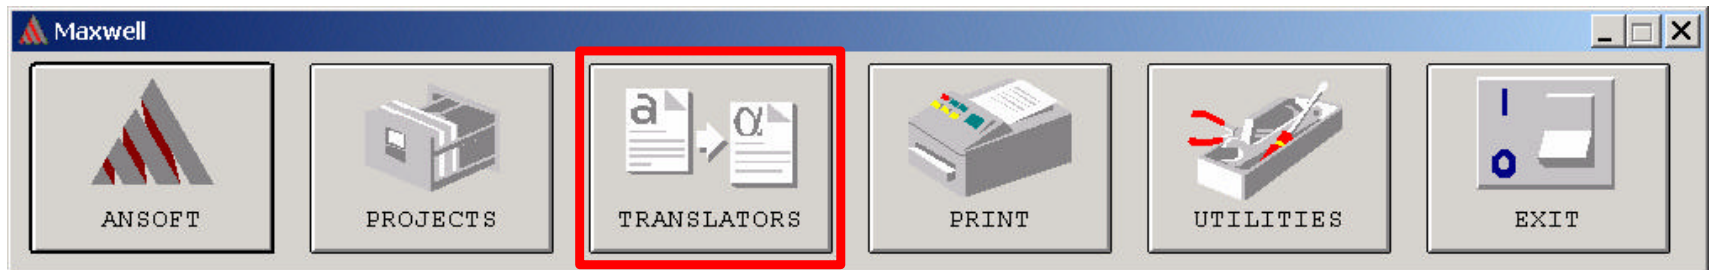 Maxwell
a
α
I
O
ANSOFT
PROJECTS
TRANSLATORS
PRINT
UTILITIES
EXIT